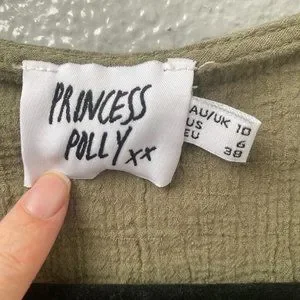 PRINCESS
POLLY xx
AU/UK 10
US 6
EU 38